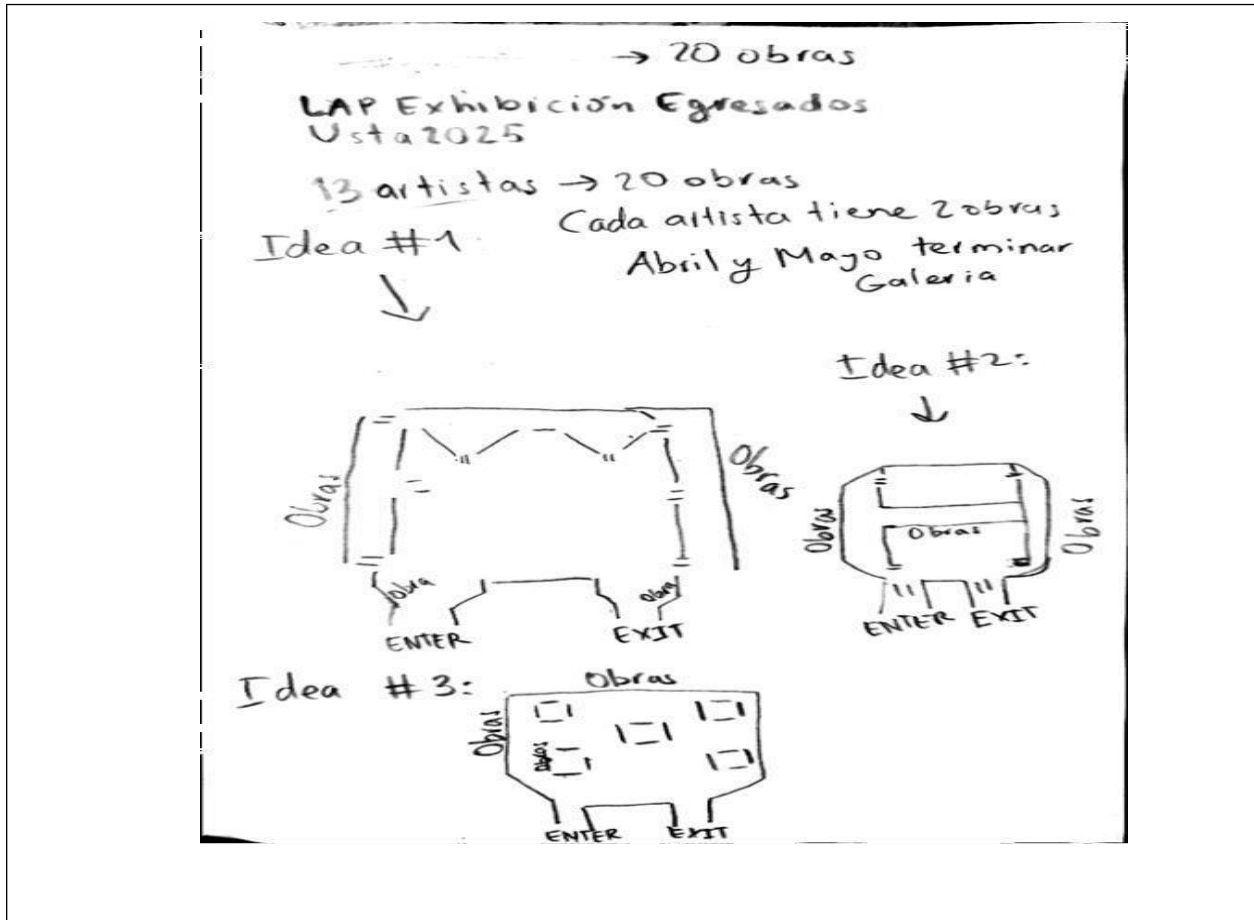 → 20 obras
LAP Exhibición Egresados
Usta 2025
13 artistas → 20 obras
Cada artista tiene 2 obras
Idea #1
Abril y Mayo terminar
Galeria
Idea #2:
Obras
Obras
Obra
Obra
ENTER
EXIT
Obras
Obras
Obras
ENTER
EXIT
Idea #3:
Obras
Obras
Obras
ENTER
EXIT